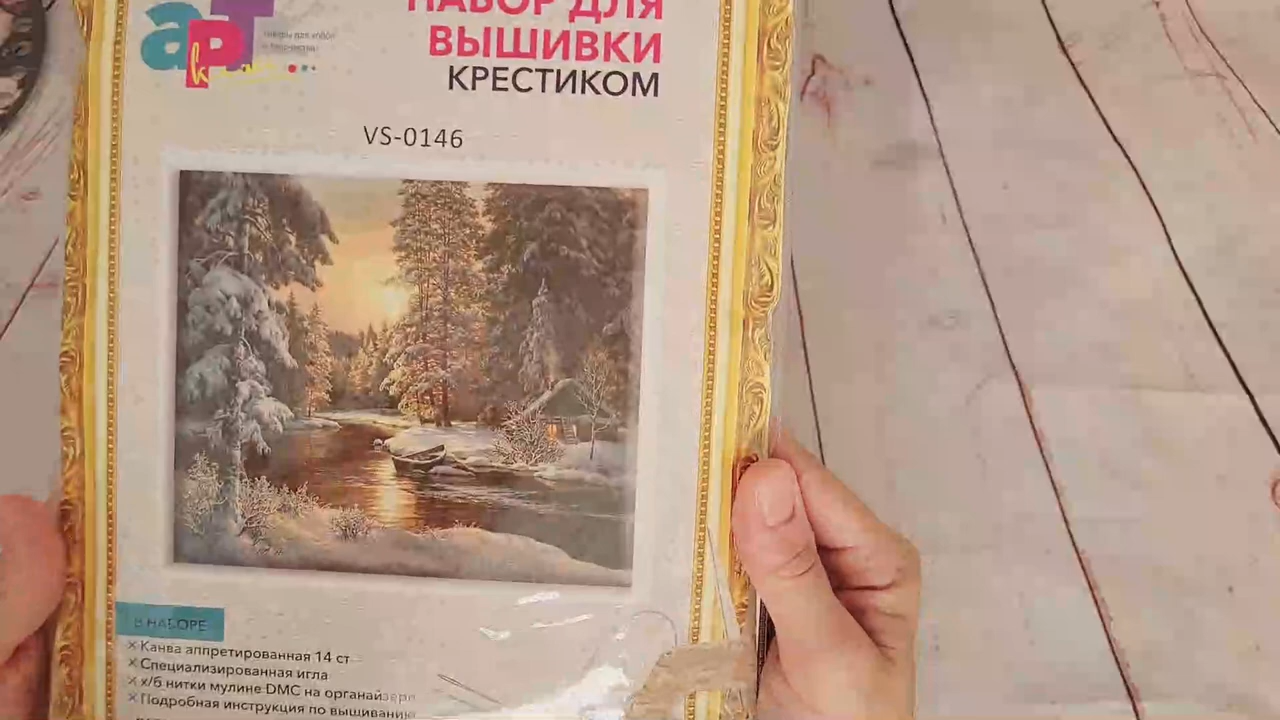 арт
НАБОР ДЛЯ
ВЫШИВКИ
КРЕСТИКОМ
VS-0146
В НАБОРЕ
Канва аппретированная 14 ст
Специализированная игла
х/б нитки мулине DMC на органайзере
Подробная инструкция по вышиванию